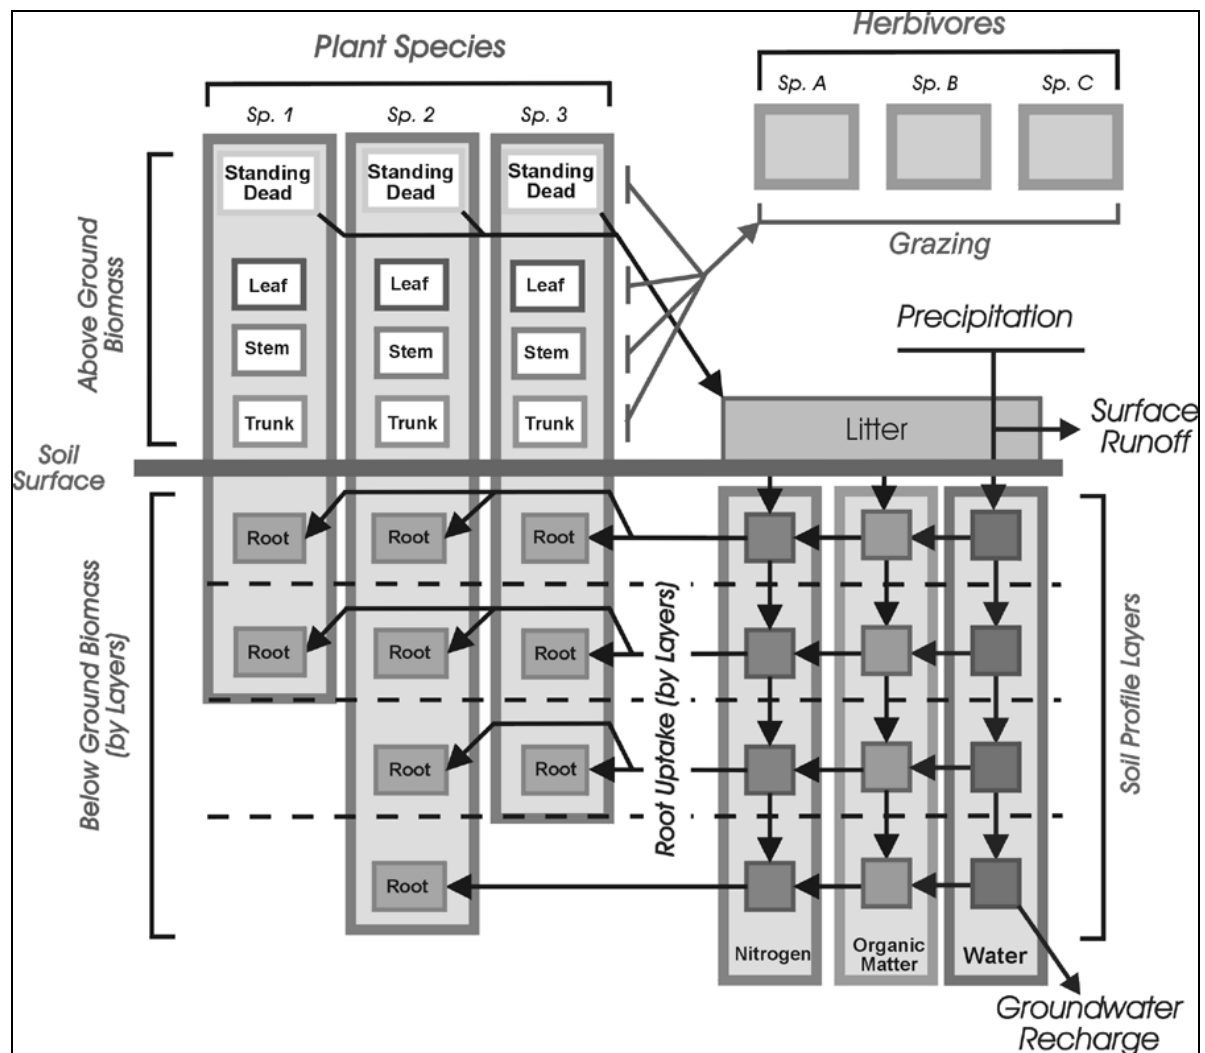 Plant Species
Herbivores
Sp. 1
Sp. 2
Sp. 3
Sp. A
Sp. B
Sp. C
Standing
Dead
Standing
Dead
Standing
Dead
Grazing
Above Ground
Biomass
Leaf
Leaf
Leaf
Stem
Stem
Stem
Trunk
Trunk
Trunk
Precipitation
Litter
Surface
Runoff
Soil
Surface
Root
Root
Root
Root
Root
Root
Root
Root
Root
Below Ground Biomass
(by Layers)
Root Uptake (by Layers)
Soil Profile Layers
Nitrogen
Organic
Matter
Water
Groundwater
Recharge